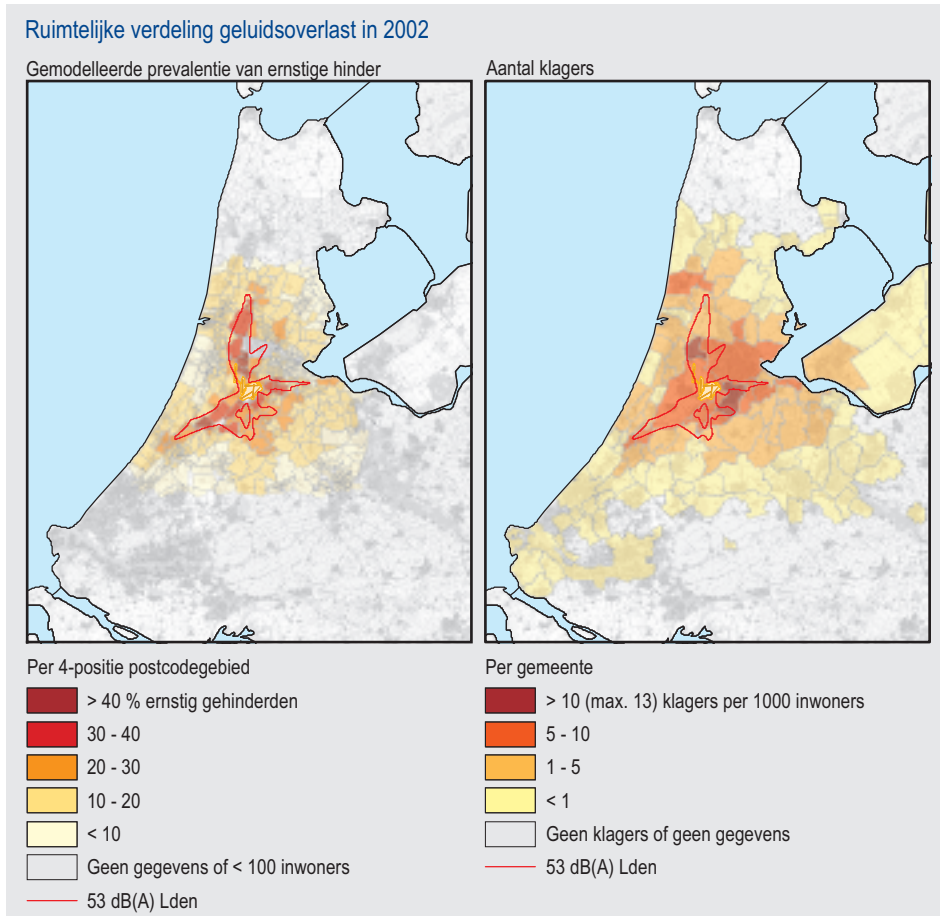 Ruimtelijke verdeling geluidsoverlast in 2002
Gemodelleerde prevalentie van ernstige hinder
Aantal klagers
Per 4-positie postcodegebied
> 40 % ernstig gehinderden
30 - 40
20 - 30
10 - 20
< 10
Geen gegevens of < 100 inwoners
53 dB(A) Lden
Per gemeente
> 10 (max. 13) klagers per 1000 inwoners
5 - 10
1 - 5
< 1
Geen klagers of geen gegevens
53 dB(A) Lden